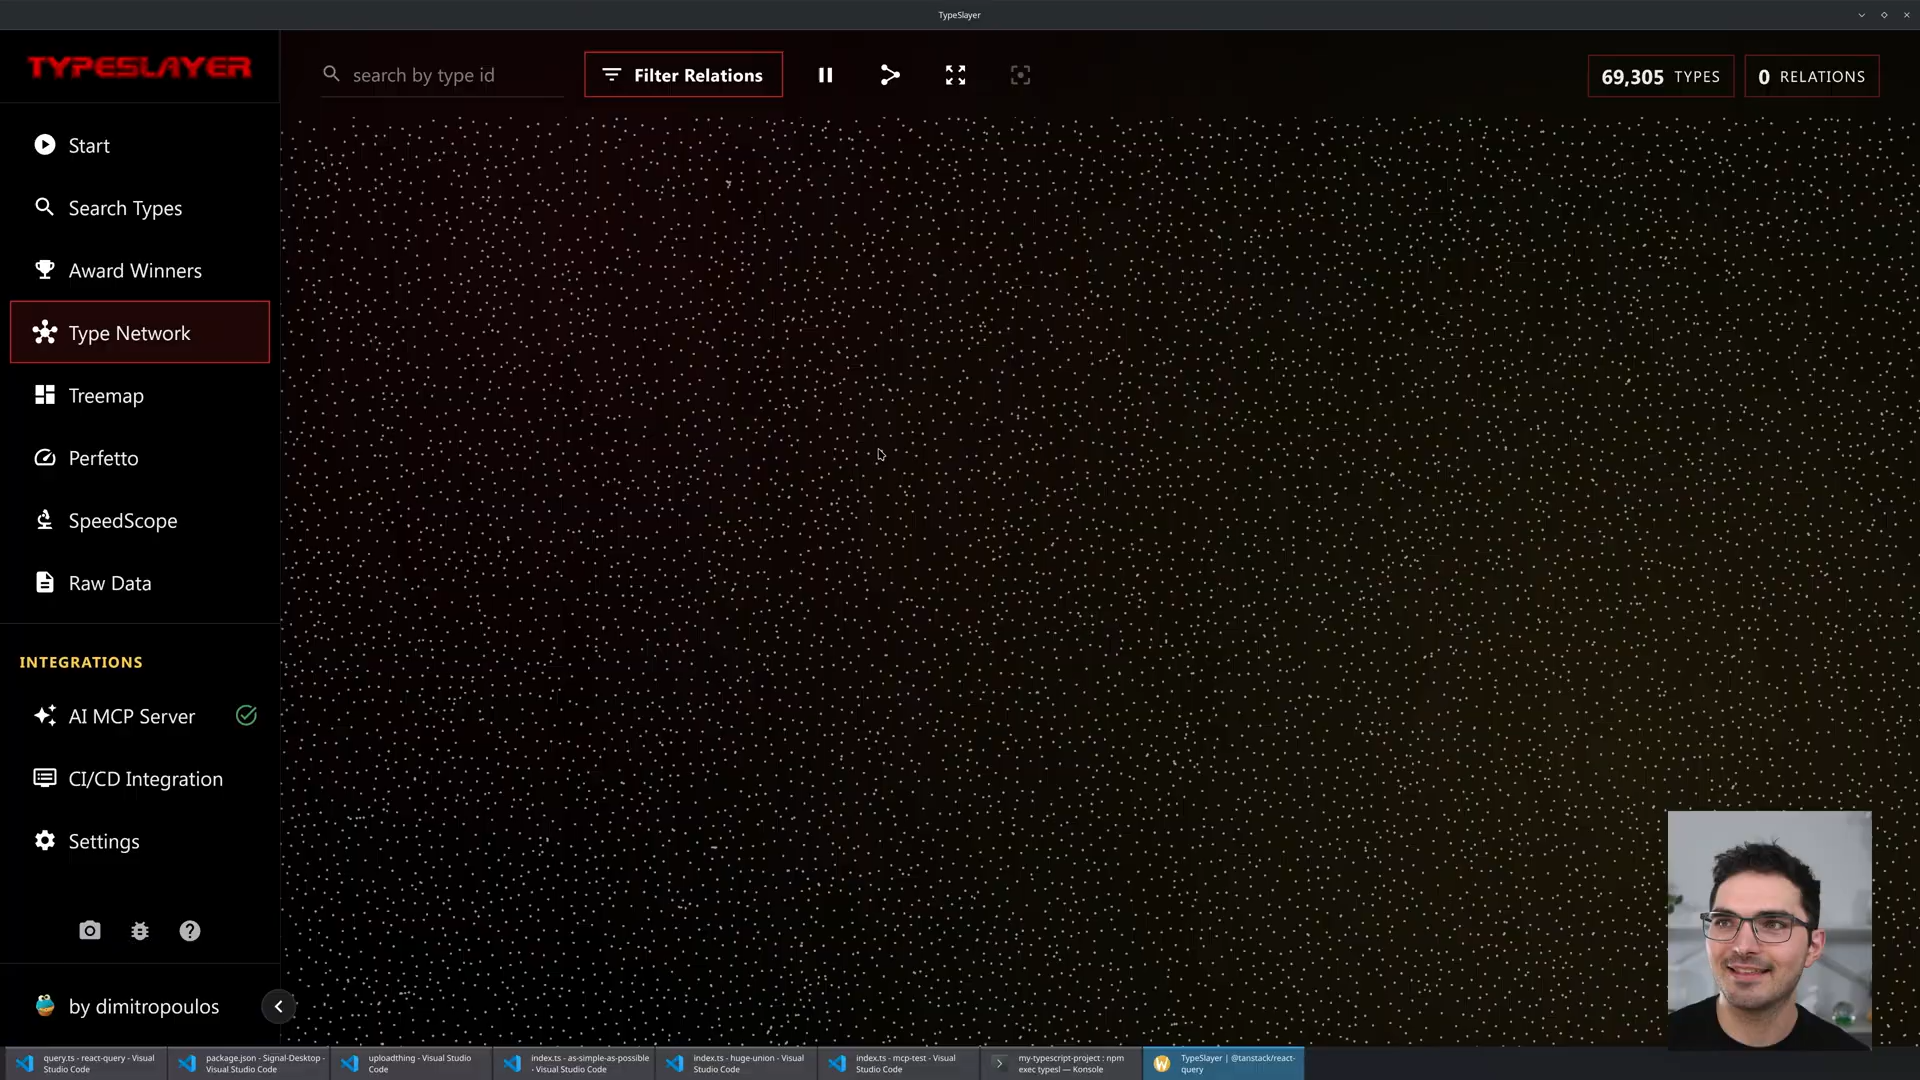 TypeSlayer
TYPESLAYER
search by type id
Filter Relations
69,305 TYPES
0 RELATIONS
Start
Search Types
Award Winners
Type Network
Treemap
Perfetto
SpeedScope
Raw Data
INTEGRATIONS
AI MCP Server
CI/CD Integration
Settings
by dimitropoulos
query.ts - react-query - Visual
Studio Code
package.json - Signal-Desktop -
Visual Studio Code
uploadthing - Visual Studio
Code
index.ts - as-simple-as-possible
- Visual Studio Code
index.ts - huge-union - Visual
Studio Code
index.ts - mcp-test - Visual
Studio Code
my-typescript-project : npm
exec typesl — Konsole
TypeSlayer | @tanstack/react-
query